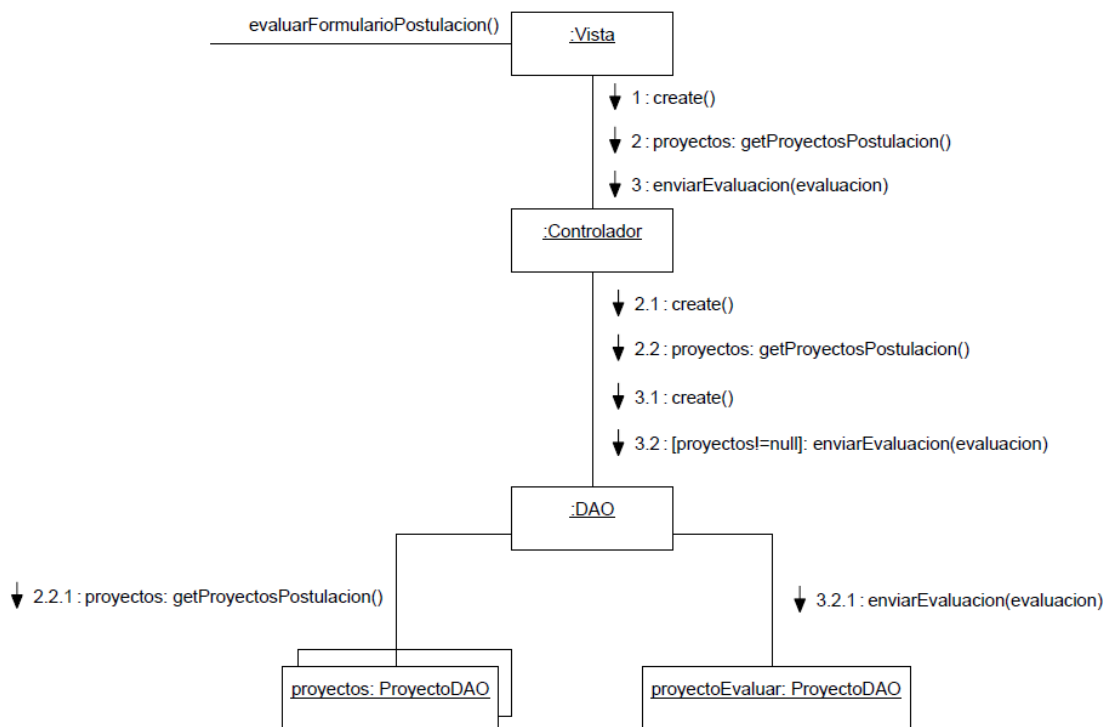 evaluarFormularioPostulacion()
:Vista
1 : create()
2 : proyectos: getProyectosPostulacion()
3 : enviarEvaluacion(evaluacion)
:Controlador
2.1 : create()
2.2 : proyectos: getProyectosPostulacion()
3.1 : create()
3.2 : [proyectos!=null]: enviarEvaluacion(evaluacion)
:DAO
2.2.1 : proyectos: getProyectosPostulacion()
3.2.1 : enviarEvaluacion(evaluacion)
proyectos: ProyectoDAO
proyectoEvaluar: ProyectoDAO